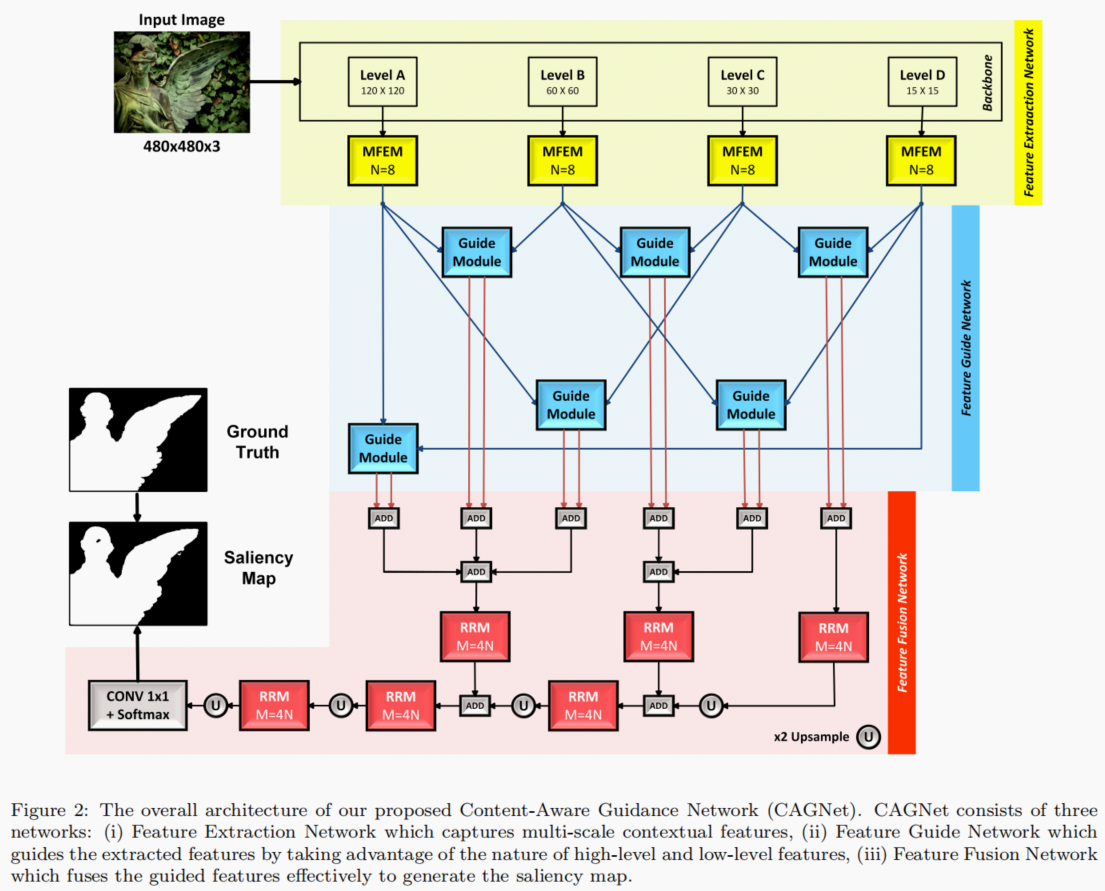 Input Image
480x480x3
Level A
120 X 120
Level B
60 X 60
Level C
30 X 30
Level D
15 X 15
Backbone
MFEM
N=8
MFEM
N=8
MFEM
N=8
MFEM
N=8
Feature Extraaction Network
Guide
Module
Guide
Module
Guide
Module
Guide
Module
Guide
Module
Guide
Module
Feature Guide Network
Ground
Truth
Saliency
Map
ADD
ADD
ADD
ADD
ADD
ADD
ADD
ADD
RRM
M=4N
RRM
M=4N
RRM
M=4N
CONV 1x1
+ Softmax
U
RRM
M=4N
U
RRM
M=4N
ADD
U
RRM
M=4N
ADD
U
x2 Upsample U
Feature Fusion Network
Figure 2: The overall architecture of our proposed Content-Aware Guidance Network (CAGNet). CAGNet consists of three
networks: (i) Feature Extraction Network which captures multi-scale contextual features, (ii) Feature Guide Network which
guides the extracted features by taking advantage of the nature of high-level and low-level features, (iii) Feature Fusion Network
which fuses the guided features effectively to generate the saliency map.